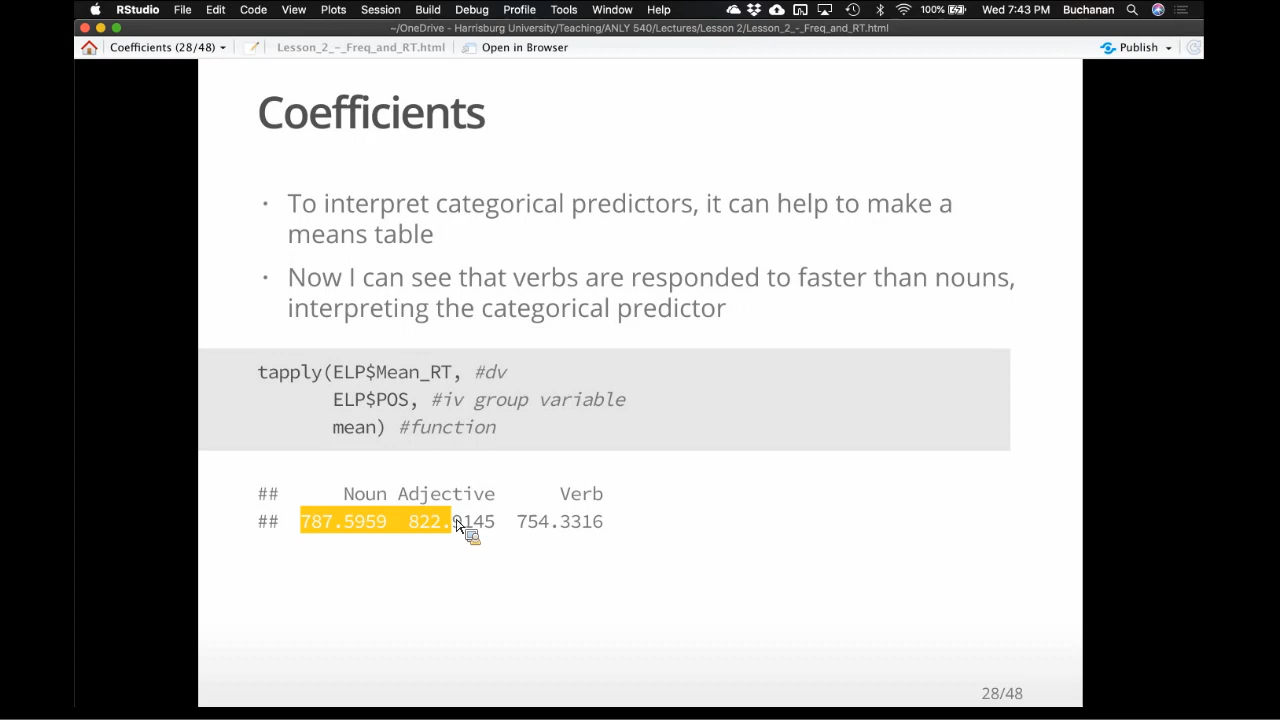 RStudio File Edit Code View Plots Session Build Debug Profile Tools Window Help 100% Wed 7:43 PM Buchanan
~/OneDrive - Harrisburg University/Teaching/ANLY 540/Lectures/Lesson 2/Lesson_2_-_Freq_and_RT.html
Coefficients (28/48) Lesson_2_-_Freq_and_RT.html Open in Browser Publish
Coefficients
• To interpret categorical predictors, it can help to make a
means table
• Now I can see that verbs are responded to faster than nouns,
interpreting the categorical predictor
tapply(ELP$Mean_RT, #dv
ELP$POS, #iv group variable
mean) #function
## Noun Adjective Verb
## 787.5959 822.9145 754.3316
28/48